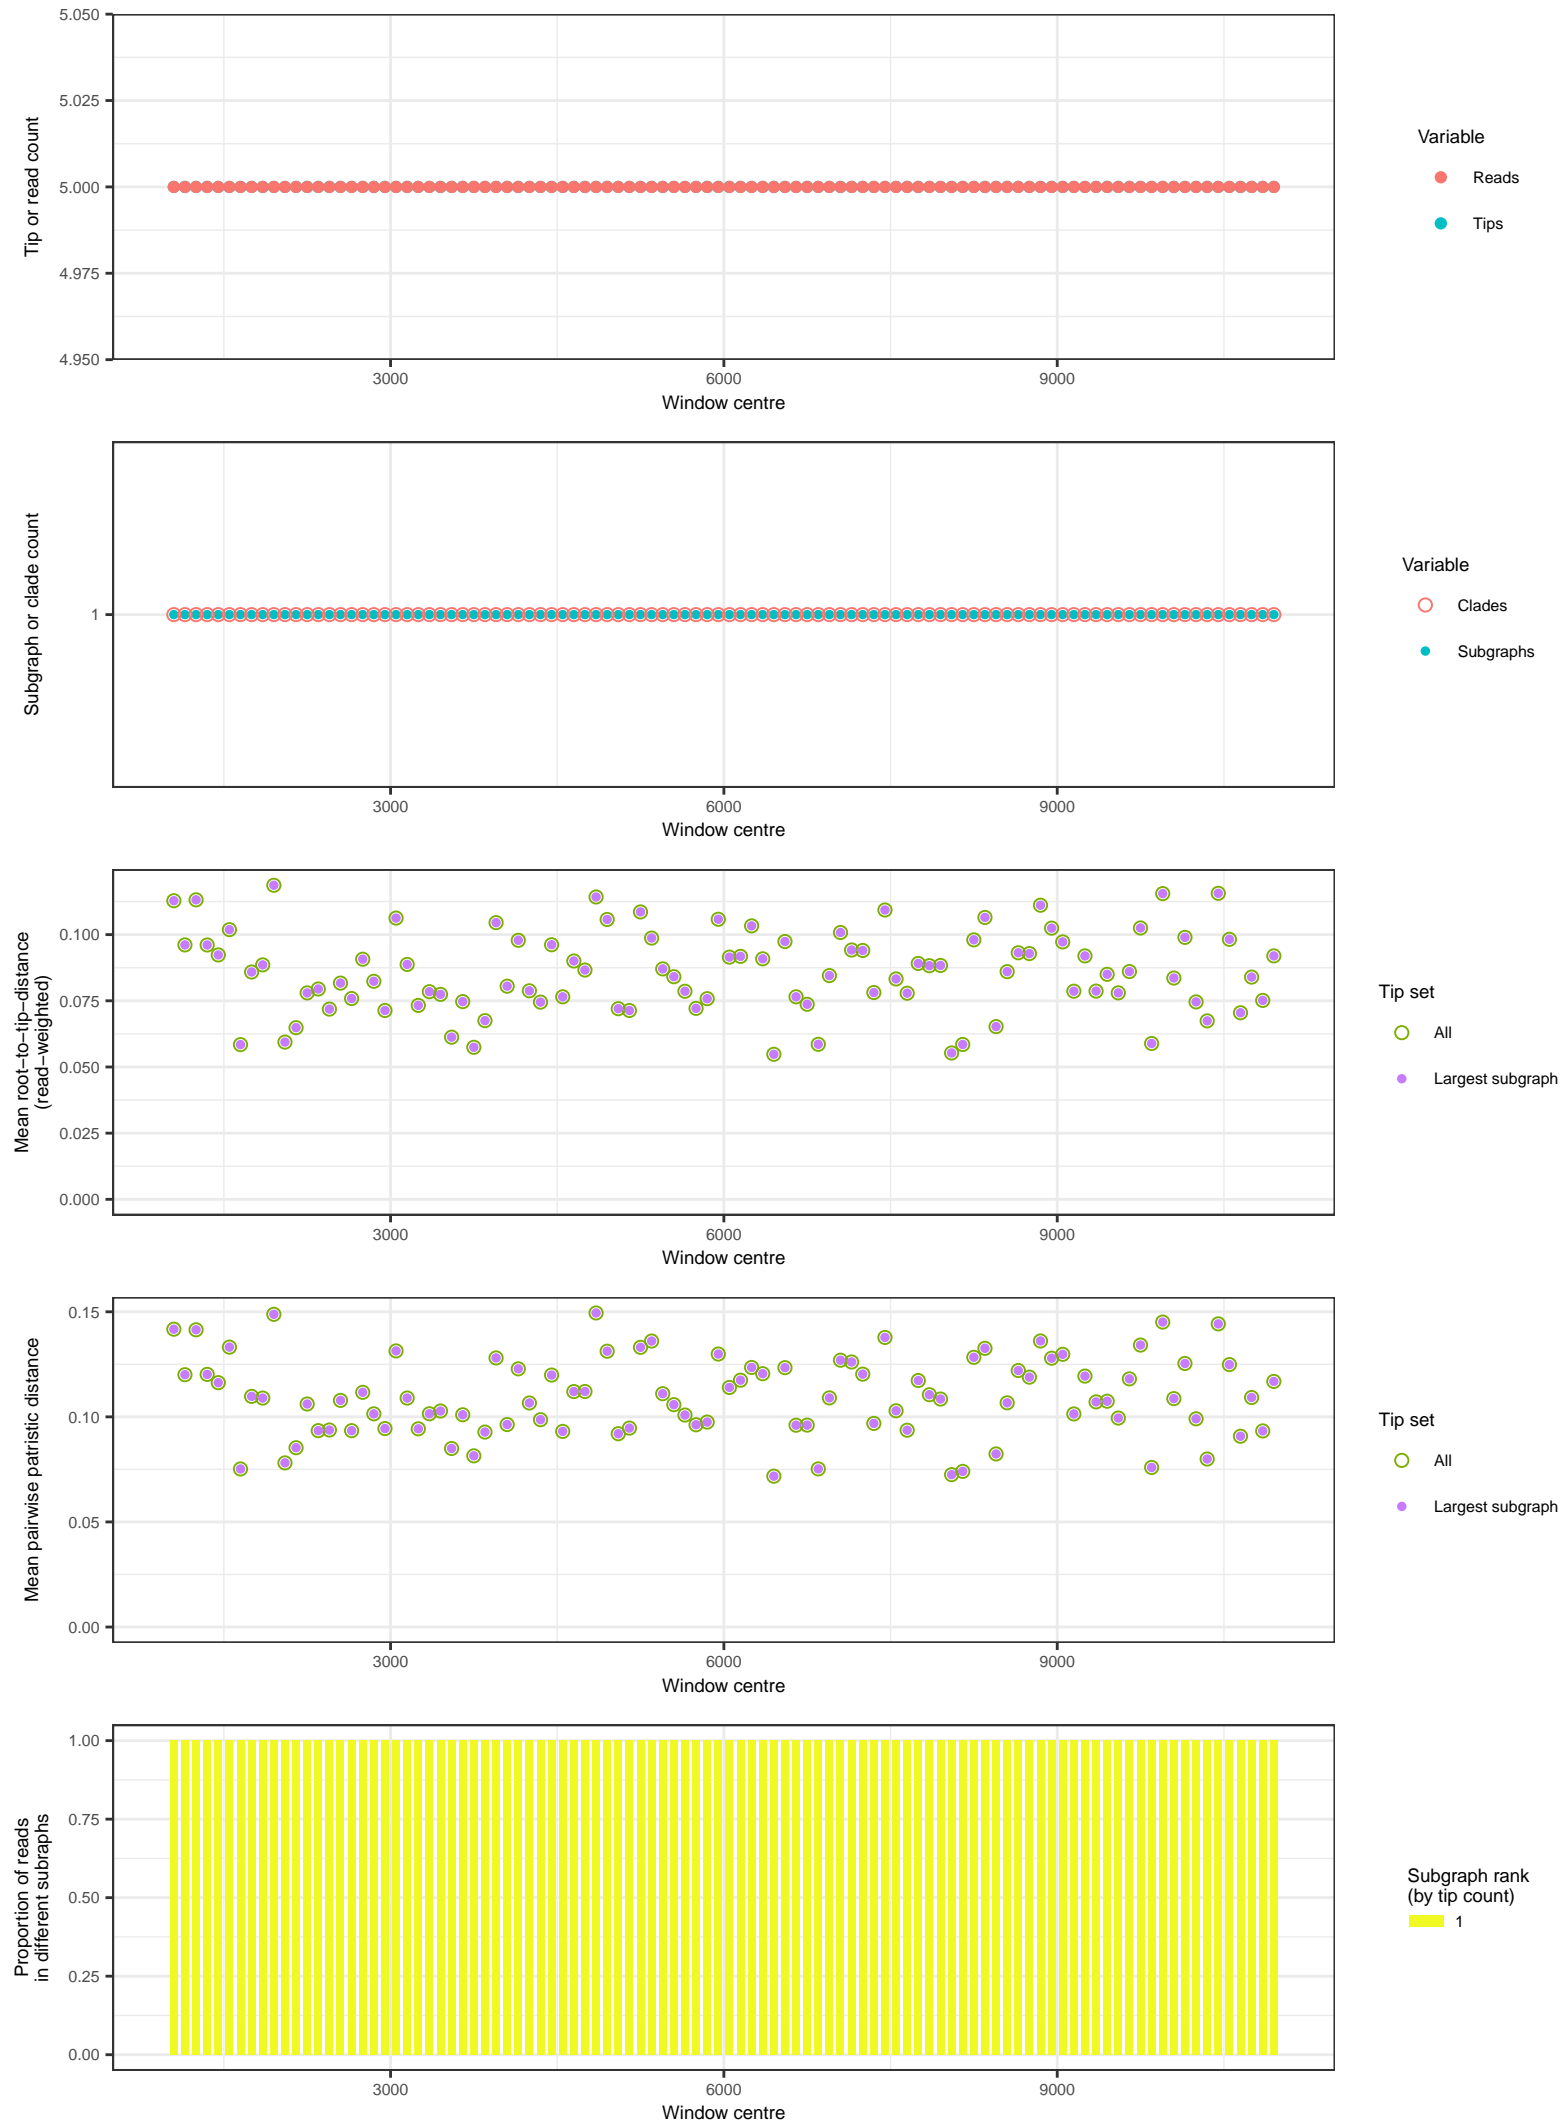 5.050
5.025
5.000
4.975
4.950
Tip or read count
3000
6000
9000
Window centre
Variable
Reads
Tips
1
Subgraph or clade count
3000
6000
9000
Window centre
Variable
Clades
Subgraphs
0.100
0.075
0.050
0.025
0.000
Mean root−to−tip−distance
(read−weighted)
3000
6000
9000
Window centre
Tip set
All
Largest subgraph
0.15
0.10
0.05
0.00
Mean pairwise patristic distance
3000
6000
9000
Window centre
Tip set
All
Largest subgraph
1.00
0.75
0.50
0.25
0.00
Proportion of reads
in different subraphs
3000
6000
9000
Window centre
Subgraph rank
(by tip count)
1